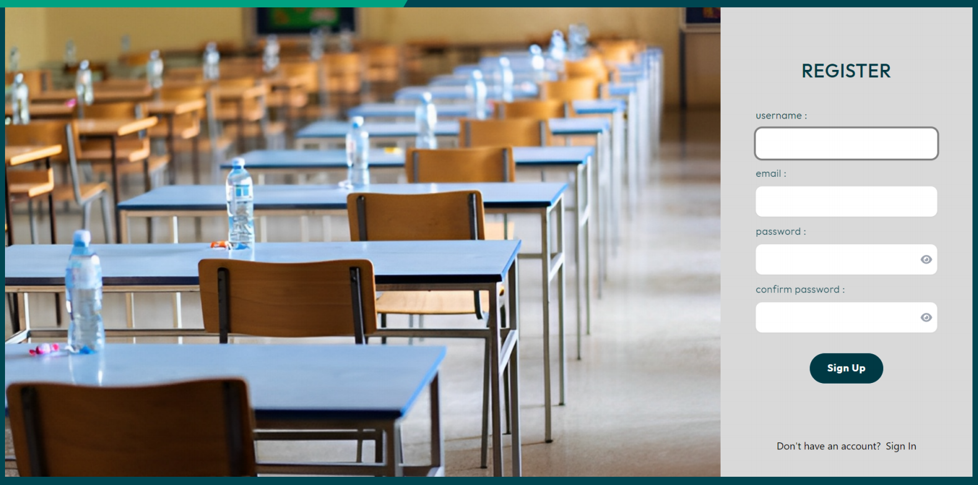 REGISTER
username :
email :
password :
confirm password :
Sign Up
Don't have an account? Sign In